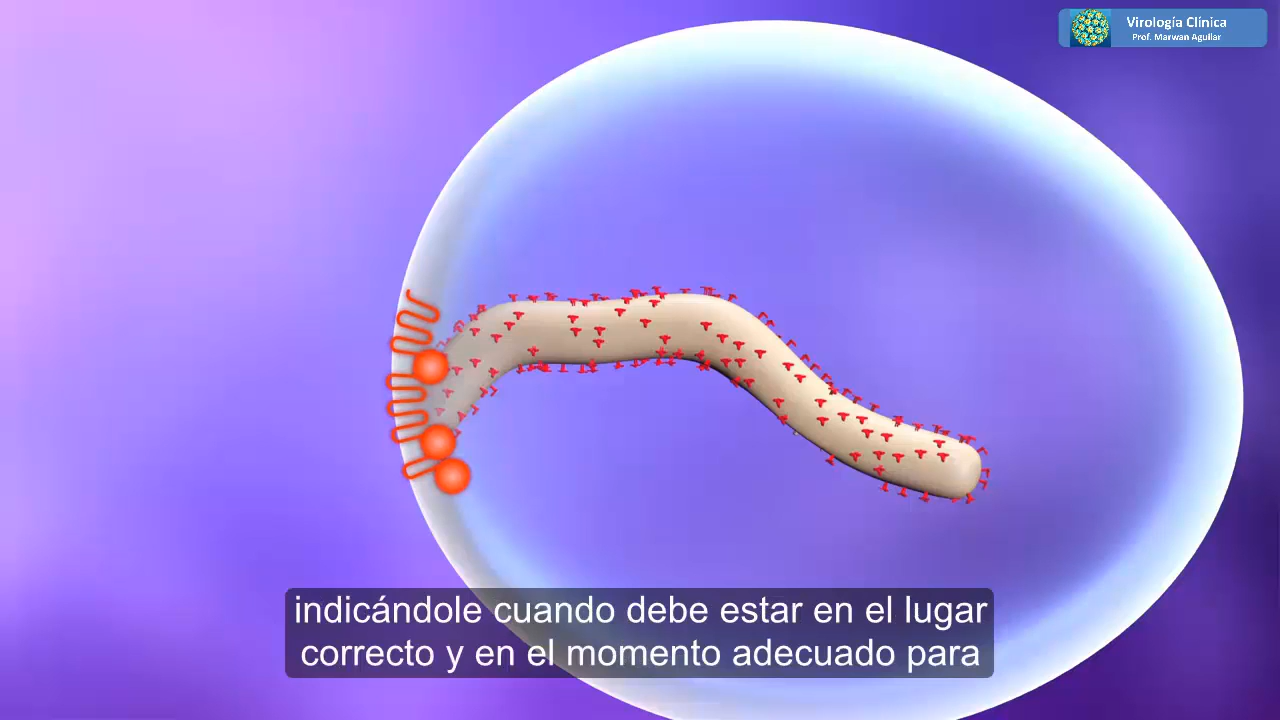 Virología Clínica
Prof. Marwan Aguilar
indicándole cuando debe estar en el lugar
correcto y en el momento adecuado para